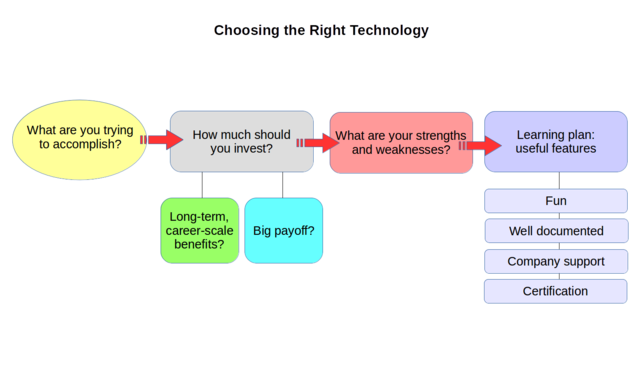 Choosing the Right Technology
What are you trying
to accomplish?
How much should
you invest?
What are your strengths
and weaknesses?
Learning plan:
useful features
Long-term,
career-scale
benefits?
Big payoff?
Fun
Well documented
Company support
Certification